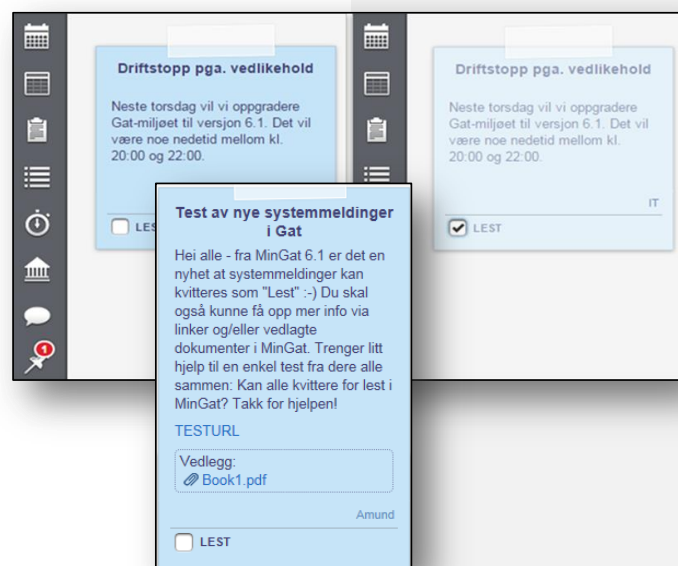 Driftstopp pga. vedlikehold
Neste torsdag vil vi oppgradere
Gat-miljøet til versjon 6.1. Det vil
være noe nedetid mellom kl.
20:00 og 22:00.
1
Driftstopp pga. vedlikehold
Neste torsdag vil vi oppgradere
Gat-miljøet til versjon 6.1. Det vil
være noe nedetid mellom kl.
20:00 og 22:00.
IT
LEST
Test av nye systemmeldinger
i Gat
Hei alle - fra MinGat 6.1 er det en
nyhet at systemmeldinger kan
kvitteres som "Lest" :-) Du skal
også kunne få opp mer info via
linker og/eller vedlagte
dokumenter i MinGat. Trenger litt
hjelp til en enkel test fra dere alle
sammen: Kan alle kvittere for lest i
MinGat? Takk for hjelpen!
TESTURL
Vedlegg:
Book1.pdf
Amund
LEST